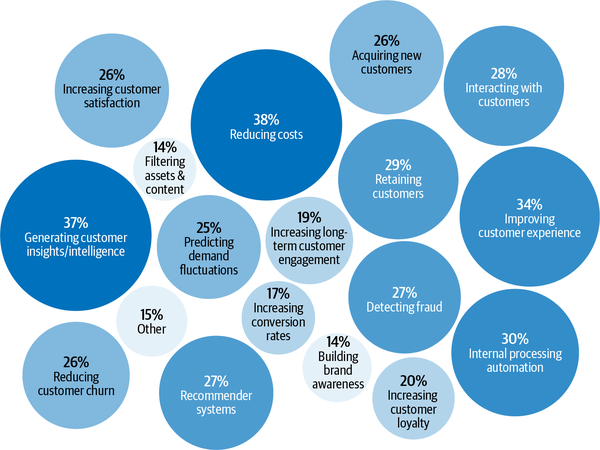 26%
Increasing customer
satisfaction
14%
Filtering
assets &
content
38%
Reducing costs
26%
Acquiring new
customers
28%
Interacting with
customers
37%
Generating customer
insights/intelligence
25%
Predicting
demand
fluctuations
19%
Increasing long-
term customer
engagement
29%
Retaining
customers
34%
Improving
customer experience
15%
Other
17%
Increasing
conversion
rates
27%
Detecting fraud
30%
Internal processing
automation
26%
Reducing
customer churn
27%
Recommender
systems
14%
Building
brand
awareness
20%
Increasing
customer
loyalty